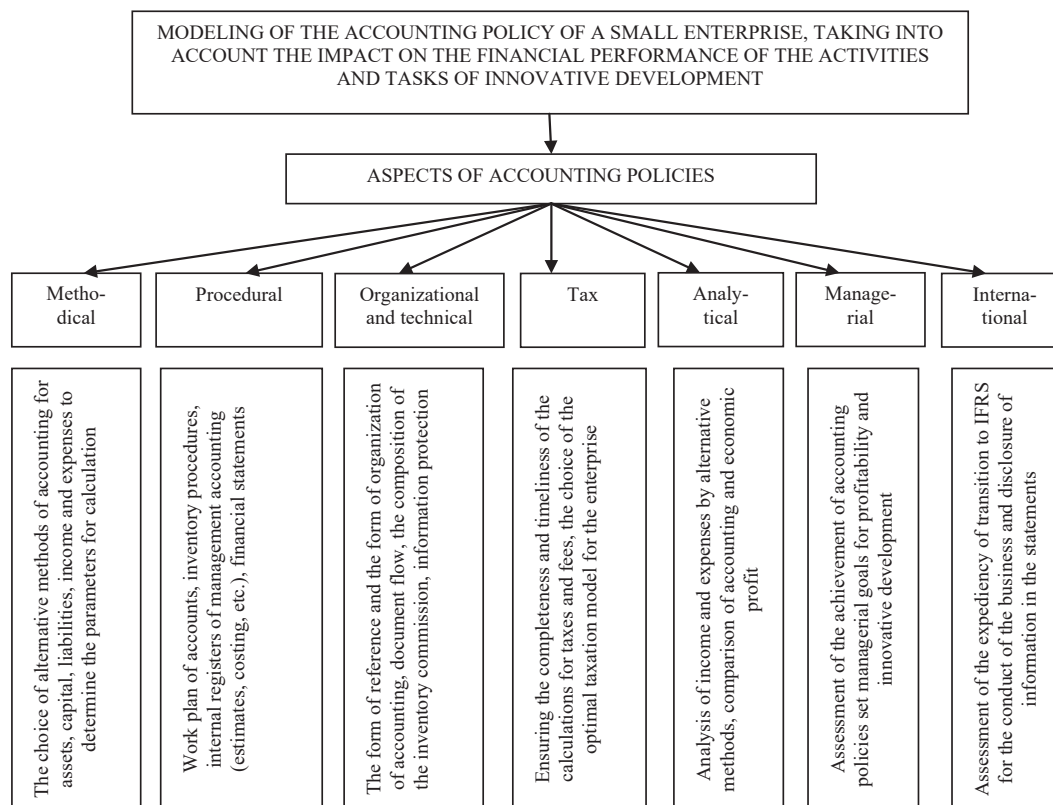 MODELING OF THE ACCOUNTING POLICY OF A SMALL ENTERPRISE, TAKING INTO
ACCOUNT THE IMPACT ON THE FINANCIAL PERFORMANCE OF THE ACTIVITIES
AND TASKS OF INNOVATIVE DEVELOPMENT
ASPECTS OF ACCOUNTING POLICIES
Metho-
dical
Procedural
Organizational
and technical
Tax
Analy-
tical
Manage-
rial
Interna-
tional
The choice of alternative methods of accounting for
assets, capital, liabilities, income and expenses to
determine the parameters for calculation
Work plan of accounts, inventory procedures,
internal registers of management accounting
(estimates, costing, etc.), financial statements
The form of reference and the form of organization
of accounting, document flow, the composition of
the inventory commission, information protection
Ensuring the completeness and timeliness of the
calculations for taxes and fees, the choice of the
optimal taxation model for the enterprise
Analysis of income and expenses by alternative
methods, comparison of accounting and economic
profit
Assessment of the achievement of accounting
policies set managerial goals for profitability and
innovative development
Assessment of the expediency of transition to IFRS
for the conduct of the business and disclosure of
information in the statements